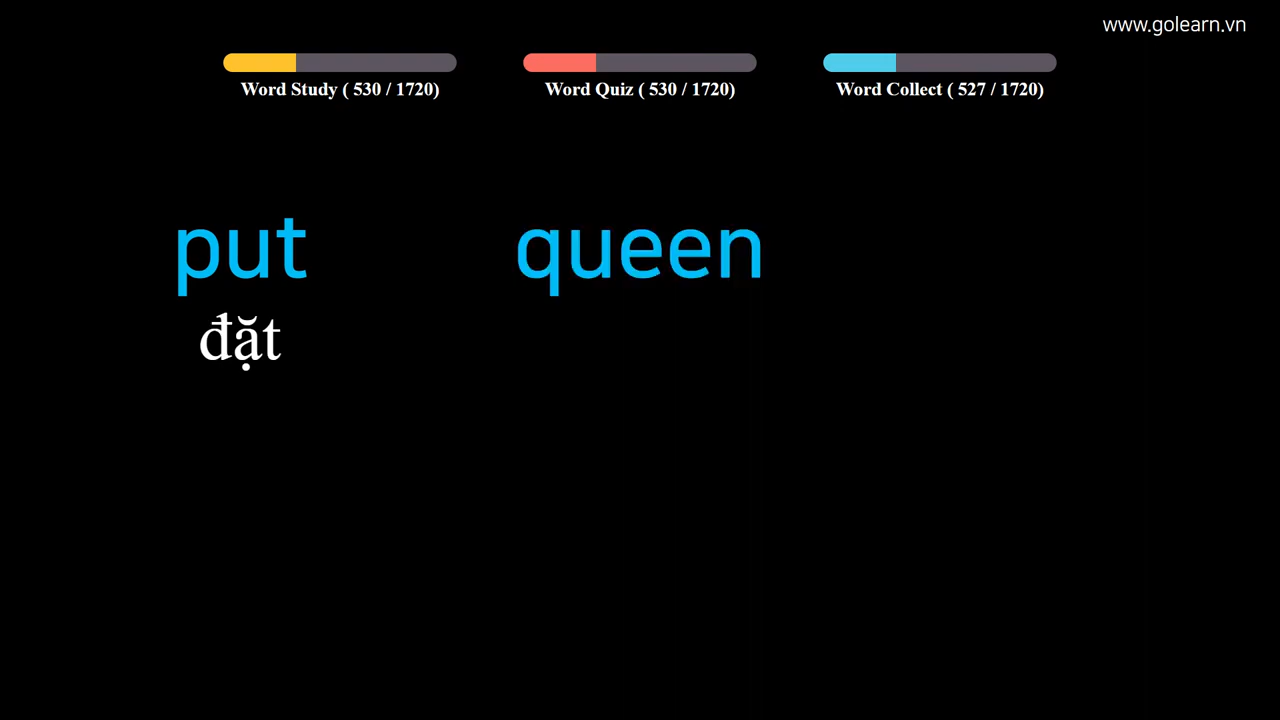 www.golearn.vn
Word Study ( 530 / 1720)
Word Quiz ( 530 / 1720)
Word Collect ( 527 / 1720)
put
queen
đặt